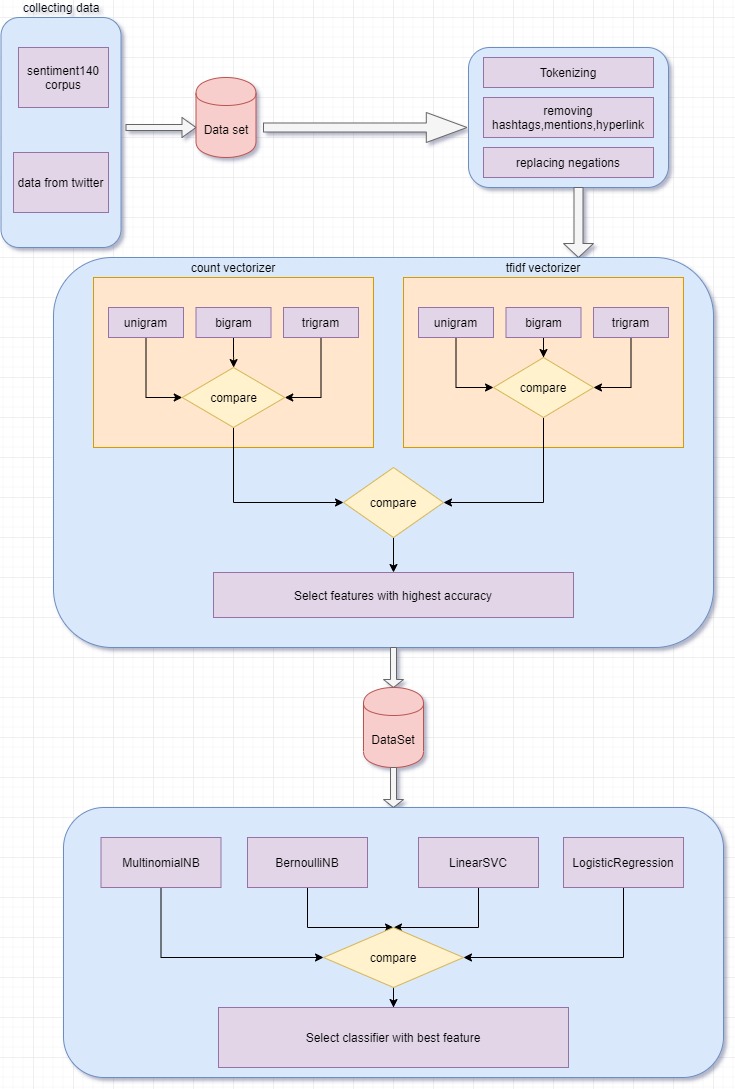 collecting data
sentiment140
corpus
data from twitter
Data set
Tokenizing
removing
hashtags,mentions,hyperlink
replacing negations
count vectorizer
unigram
bigram
trigram
compare
tfidf vectorizer
unigram
bigram
trigram
compare
compare
Select features with highest accuracy
DataSet
MultinomialNB
BernoulliNB
LinearSVC
LogisticRegression
compare
Select classifier with best feature